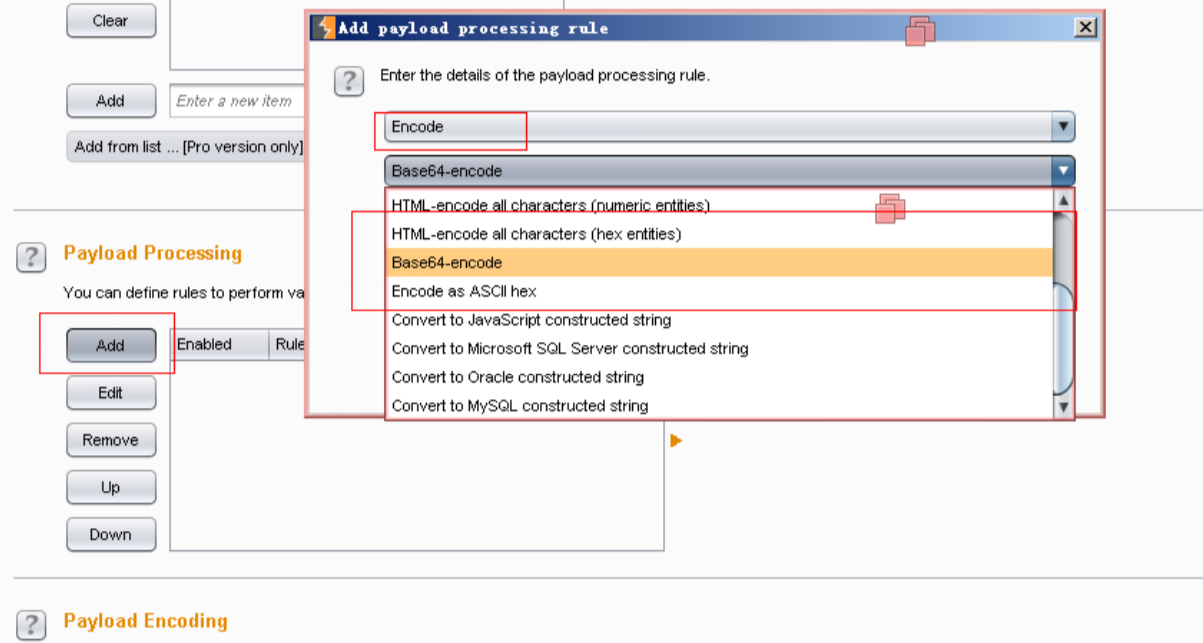 Clear
Add payload processing rule
Enter the details of the payload processing rule.
Add
Enter a new item
Encode
Add from list ... [Pro version only]
Base64-encode
HTML-encode all characters (numeric entities)
HTML-encode all characters (hex entities)
Base64-encode
Encode as ASCII hex
Convert to JavaScript constructed string
Convert to Microsoft SQL Server constructed string
Convert to Oracle constructed string
Convert to MySQL constructed string
? Payload Processing
You can define rules to perform va
Add
Enabled
Rule
Edit
Remove
Up
Down
? Payload Encoding